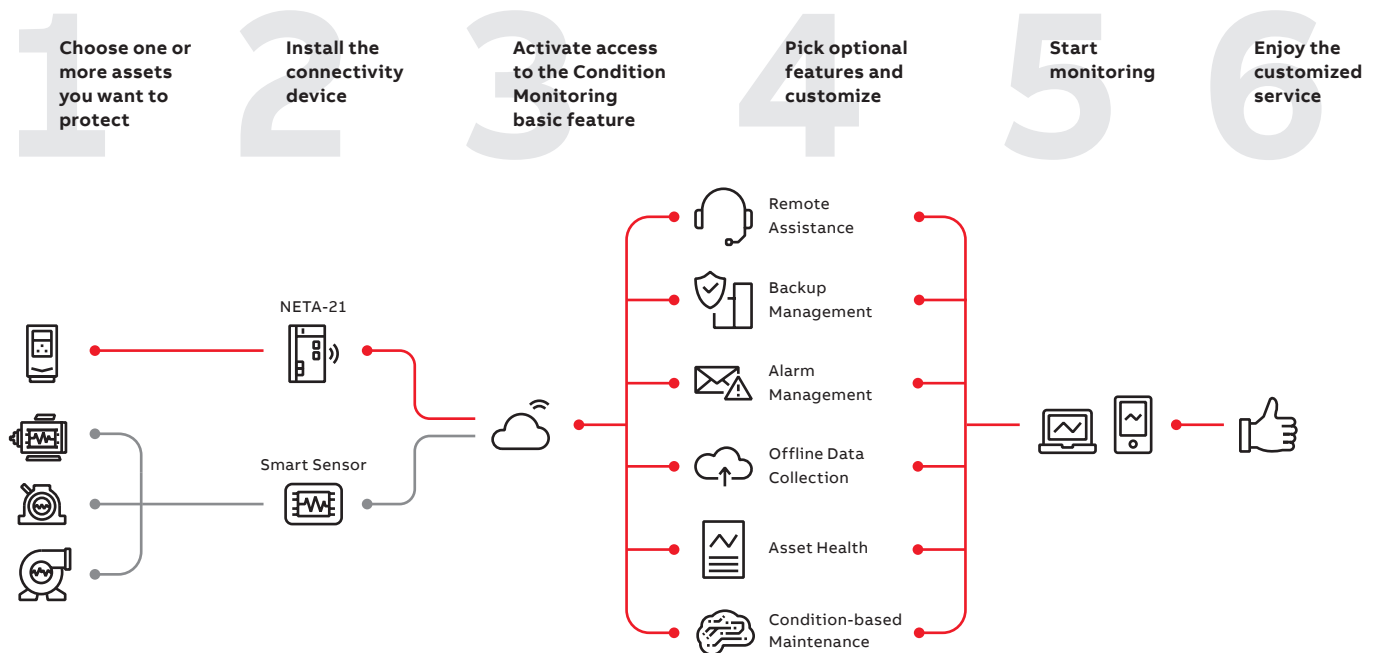 1
Choose one or
more assets
you want to
protect
2
Install the
connectivity
device
3
Activate access
to the Condition
Monitoring
basic feature
4
Pick optional
features and
customize
5
Start
monitoring
6
Enjoy the
customized
service
NETA-21
Smart Sensor
Remote
Assistance
Backup
Management
Alarm
Management
Offline Data
Collection
Asset Health
Condition-based
Maintenance